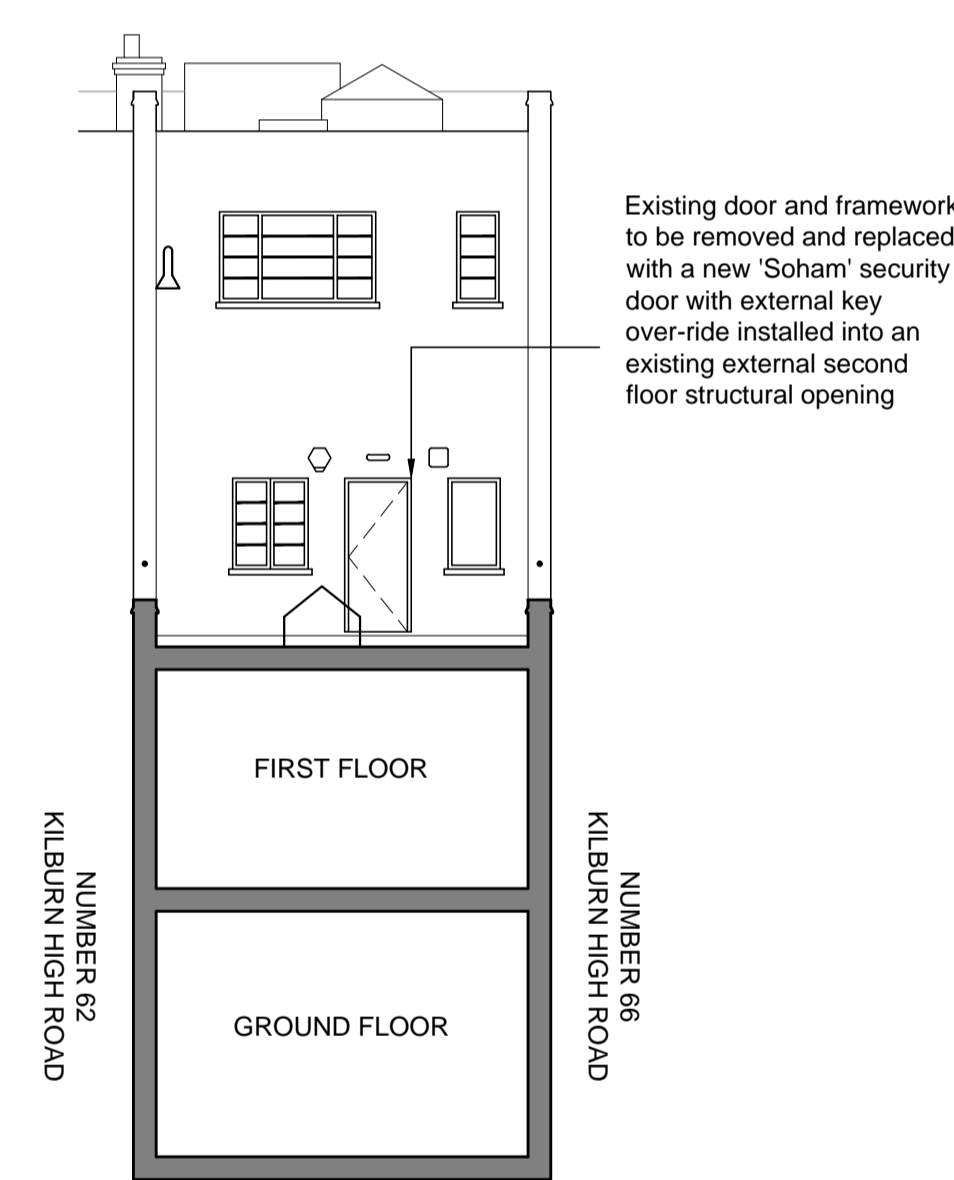 Existing door and framework
to be removed and replaced
with a new 'Soham' security
door with external key
over-ride installed into an
existing external second
floor structural opening
FIRST FLOOR
GROUND FLOOR
NUMBER 62
KILBURN HIGH ROAD
NUMBER 66
KILBURN HIGH ROAD